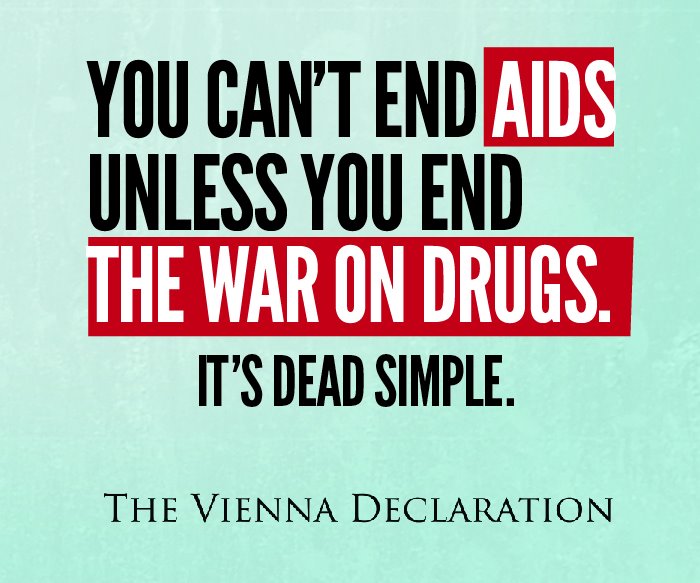 YOU CAN'T END AIDS
UNLESS YOU END
THE WAR ON DRUGS.
IT'S DEAD SIMPLE.
THE VIENNA DECLARATION